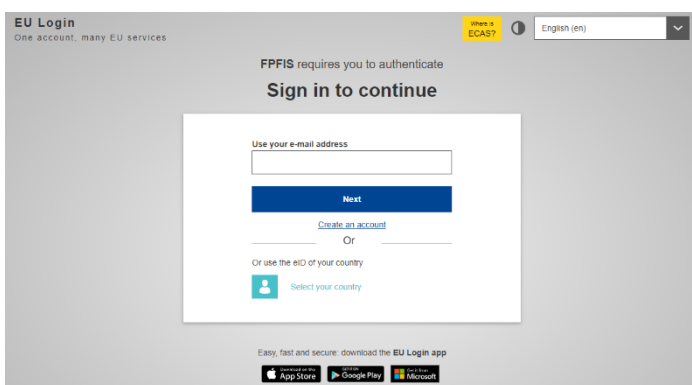 EU Login
One account, many EU services
Where is
ECAS?
English (en)
FPFIS requires you to authenticate
Sign in to continue
Use your e-mail address
Next
Create an account
Or
Or use the eID of your country
Select your country
Easy, fast and secure: download the EU Login app
Download on the
App Store
GET IT ON
Google Play
Get it from
Microsoft